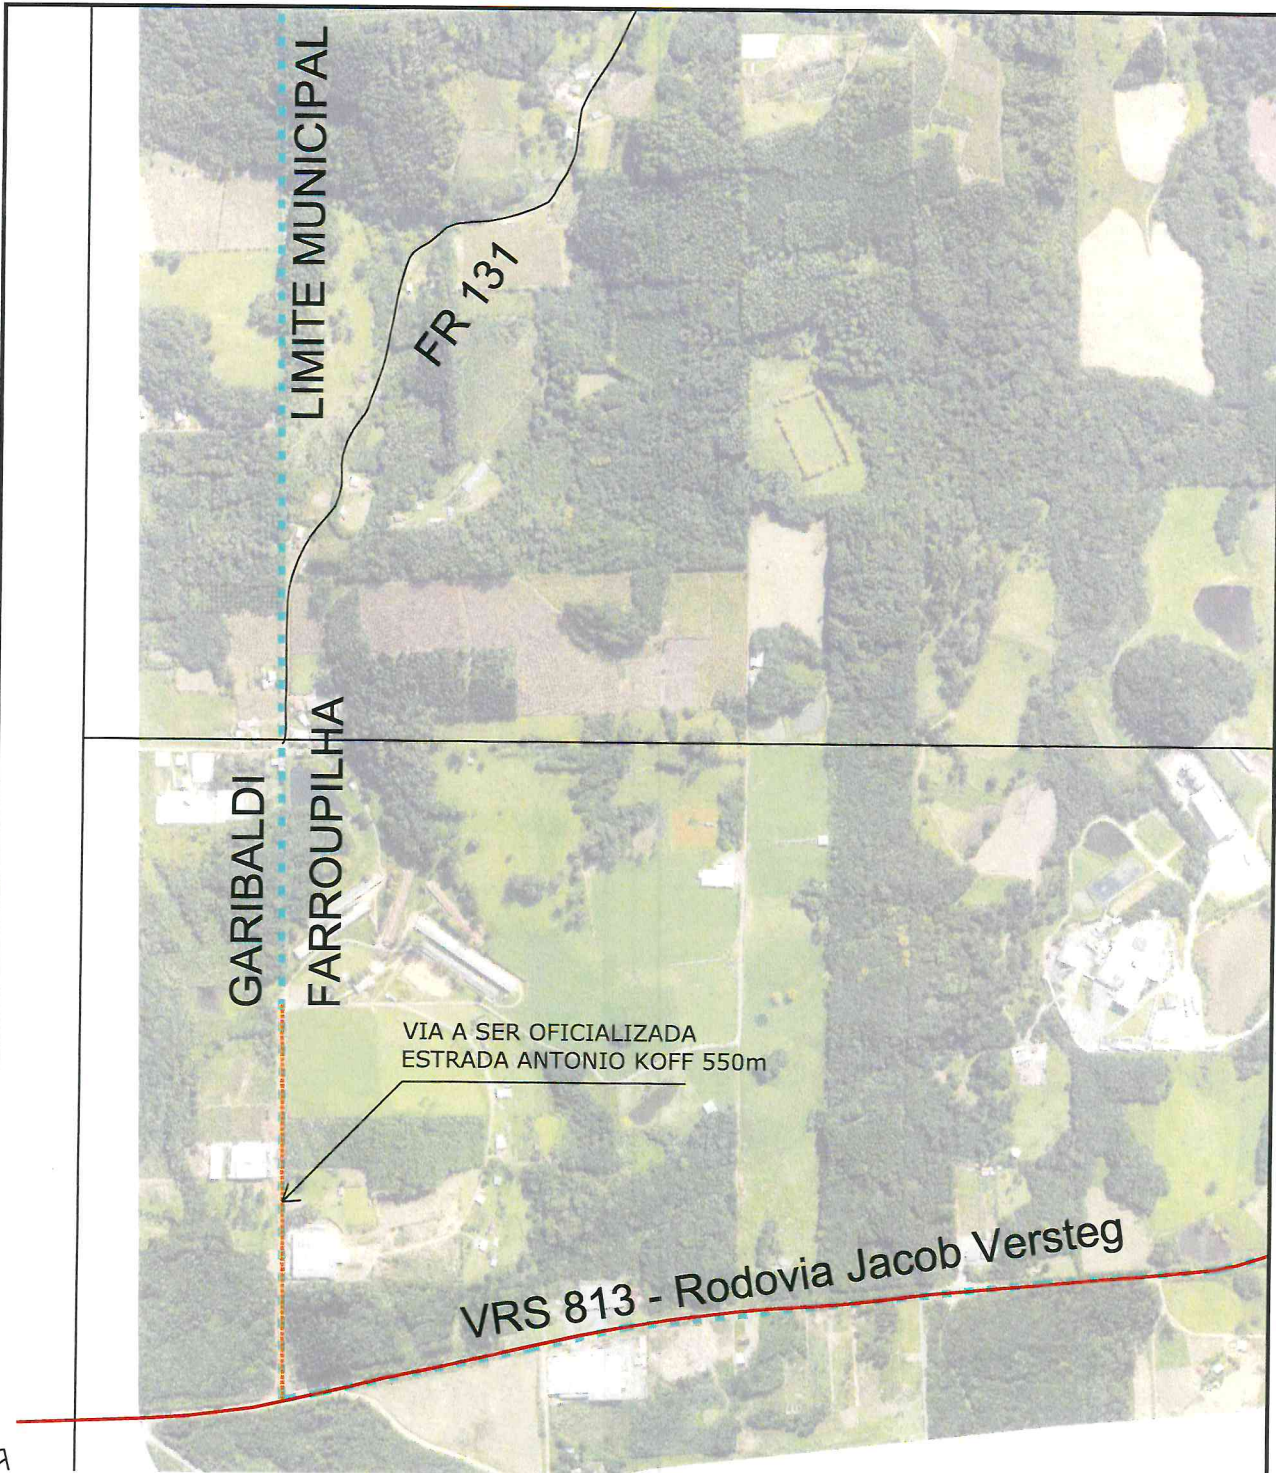 LIMITE MUNICIPAL
FR 131
GARIBALDI
FARROUPILHA
VIA A SER OFICIALIZADA
ESTRADA ANTONIO KOFF 550m
VRS 813 - Rodovia Jacob Versteg